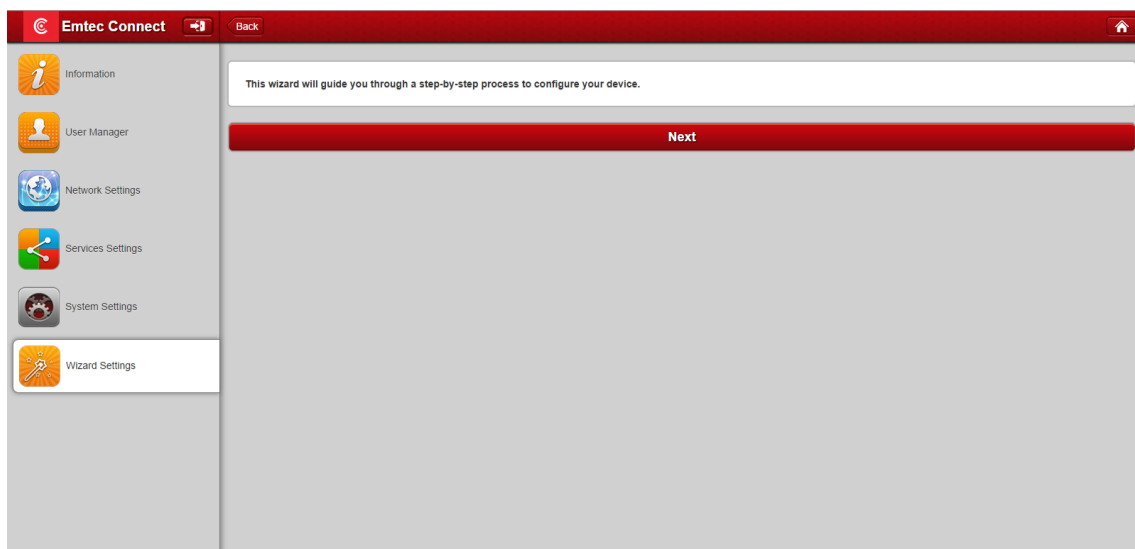 Emtec Connect
Back
Information
User Manager
Network Settings
Services Settings
System Settings
Wizard Settings
This wizard will guide you through a step-by-step process to configure your device.
Next